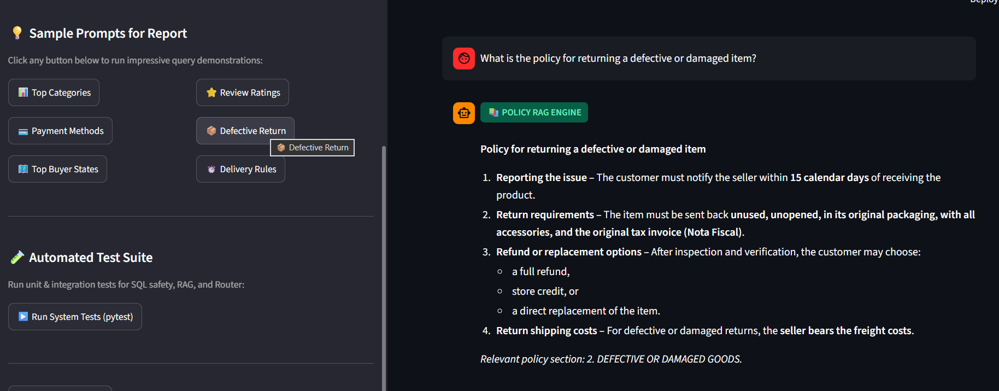 Deploy
Sample Prompts for Report
Click any button below to run impressive query demonstrations:
Top Categories
Review Ratings
Payment Methods
Defective Return
Defective Return
Top Buyer States
Delivery Rules
Automated Test Suite
Run unit & integration tests for SQL safety, RAG, and Router:
Run System Tests (pytest)
What is the policy for returning a defective or damaged item?
POLICY RAG ENGINE
Policy for returning a defective or damaged item
1. Reporting the issue – The customer must notify the seller within 15 calendar days of receiving the
product.
2. Return requirements – The item must be sent back unused, unopened, in its original packaging, with all
accessories, and the original tax invoice (Nota Fiscal).
3. Refund or replacement options – After inspection and verification, the customer may choose:
a full refund,
store credit, or
a direct replacement of the item.
4. Return shipping costs – For defective or damaged returns, the seller bears the freight costs.
Relevant policy section: 2. DEFECTIVE OR DAMAGED GOODS.